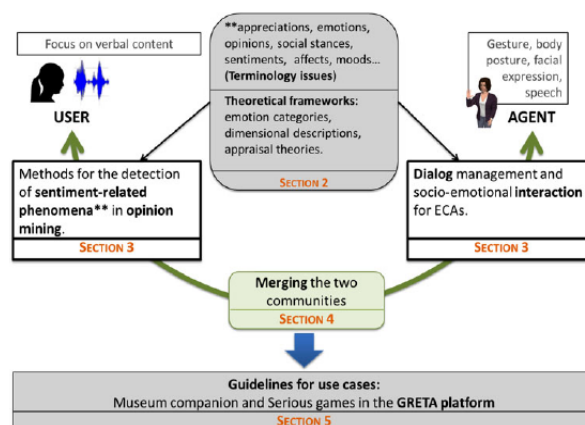 Focus on verbal content
USER
**appreciations, emotions,
opinions, social stances,
sentiments, affects, moods...
(Terminology issues)
Theoretical frameworks:
emotion categories,
dimensional descriptions,
appraisal theories.
SECTION 2
Gesture, body
posture, facial
expression,
speech
AGENT
Methods for the detection
of sentiment-related
phenomena** in opinion
mining.
SECTION 3
Dialog management and
socio-emotional interaction
for ECAs.
SECTION 3
Merging the two
communities
SECTION 4
Guidelines for use cases:
Museum companion and Serious games in the GRETA platform
SECTION 5